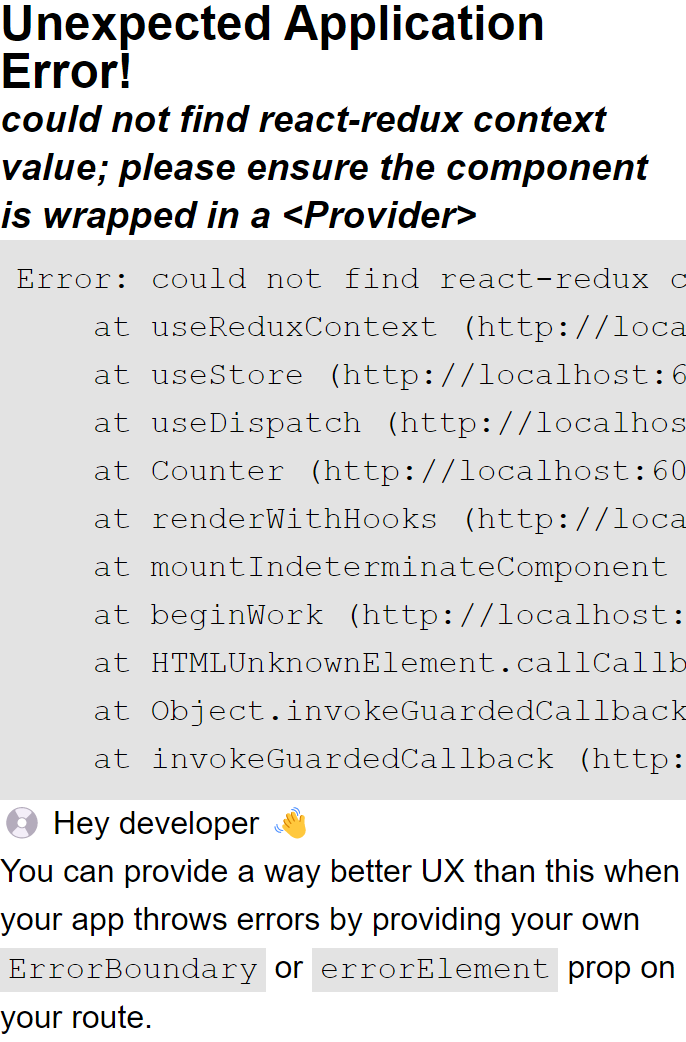 Unexpected Application
Error!
could not find react-redux context
value; please ensure the component
is wrapped in a <Provider>
Error: could not find react-redux c
at useReduxContext (http://loca
at useStore (http://localhost:6
at useDispatch (http://localhos
at Counter (http://localhost:60
at renderWithHooks (http://loca
at mountIndeterminateComponent
at beginWork (http://localhost:
at HTMLUnknownElement.callCallb
at Object.invokeGuardedCallback
at invokeGuardedCallback (http:
💿 Hey developer 👋
You can provide a way better UX than this when
your app throws errors by providing your own
ErrorBoundary or errorElement prop on
your route.